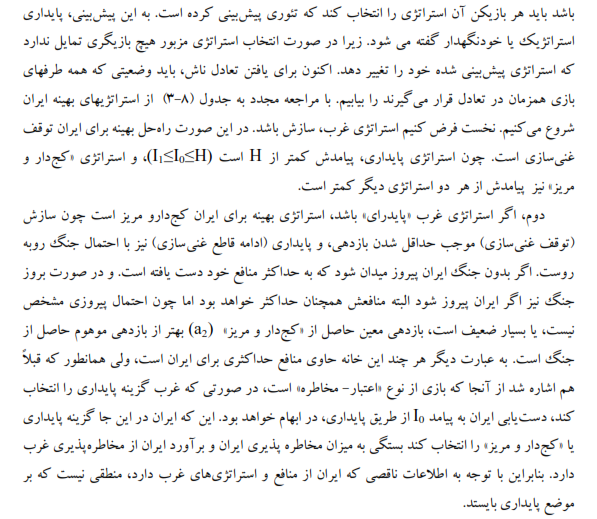 باشد باید هر بازیکن آن استراتژی را انتخاب کند که تئوری پیش‌بینی کرده است. به این پیش‌بینی، پایداری
استراتژیک یا خودنگهدار گفته می شود. زیرا در صورت انتخاب استراتژی مزبور هیچ بازیگری تمایل ندارد
که استراتژی پیش‌بینی شده خود را تغییر دهد. اکنون برای یافتن تعادل ناش، باید وضعیتی که همه طرفهای
بازی همزمان در تعادل قرار می‌گیرند را بیابیم. با مراجعه مجدد به جدول (۸-۳) از استراتژیهای بهینه ایران
شروع می‌کنیم. نخست فرض کنیم استراتژی غرب، سازش باشد. در این صورت راه‌حل بهینه برای ایران توقف
غنی‌سازی است. چون استراتژی پایداری، پیامدش کمتر از H است (I₁≤I₀≤H)، و استراتژی «کج‌دار و
مریز» نیز پیامدش از هر دو استراتژی دیگر کمتر است.
دوم، اگر استراتژی غرب «پایدرای» باشد، استراتژی بهینه برای ایران کج‌دارو مریز است چون سازش
(توقف غنی‌سازی) موجب حداقل شدن بازدهی، و پایداری (ادامه قاطع غنی‌سازی) نیز با احتمال جنگ روبه
روست. اگر بدون جنگ ایران پیروز میدان شود که به حداکثر منافع خود دست یافته است. و در صورت بروز
جنگ نیز اگر ایران پیروز شود البته منافعش همچنان حداکثر خواهد بود اما چون احتمال پیروزی مشخص
نیست، یا بسیار ضعیف است، بازدهی معین حاصل از «کج‌دار و مریز» (a₂) بهتر از بازدهی موهوم حاصل از
جنگ است. به عبارت دیگر هر چند این خانه حاوی منافع حداکثری برای ایران است، ولی همانطور که قبلاً
هم اشاره شد از آنجا که بازی از نوع «اعتبار- مخاطره» است، در صورتی که غرب گزینه پایداری را انتخاب
کند، دست‌یابی ایران به پیامد I₀ از طریق پایداری، در ابهام خواهد بود. این که ایران در این جا گزینه پایداری
یا «کج‌دار و مریز» را انتخاب کند بستگی به میزان مخاطره پذیری ایران و برآورد ایران از مخاطره‌پذیری غرب
دارد. بنابراین با توجه به اطلاعات ناقصی که ایران از منافع و استراتژی‌های غرب دارد، منطقی نیست که بر
موضع پایداری بایستد.